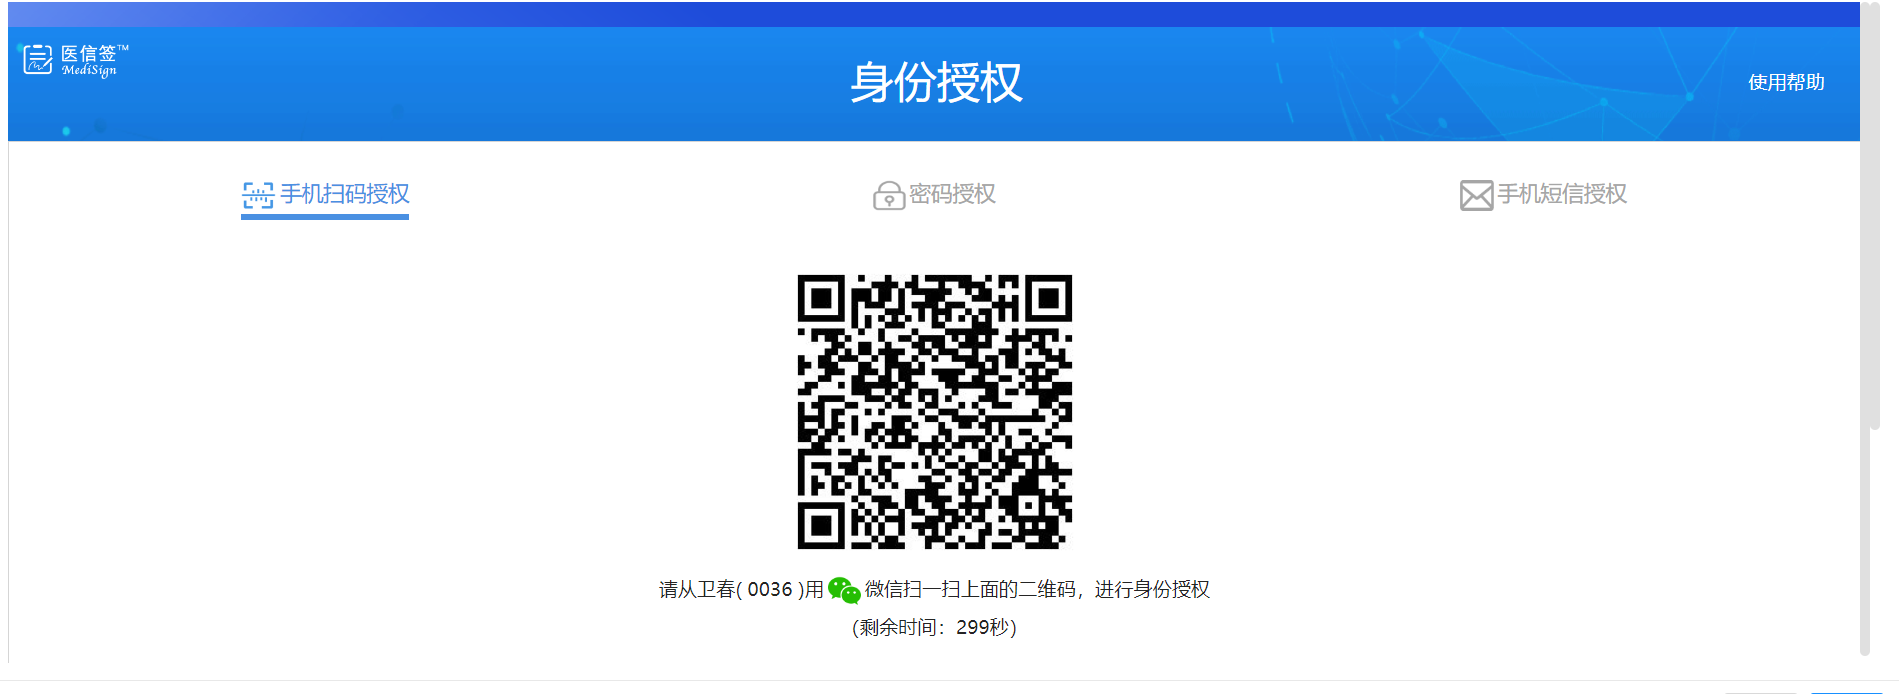 医信签™
MediSign
身份授权
使用帮助
手机扫码授权
密码授权
手机短信授权
请从卫春( 0036 )用微信扫一扫上面的二维码，进行身份授权
(剩余时间：299秒)